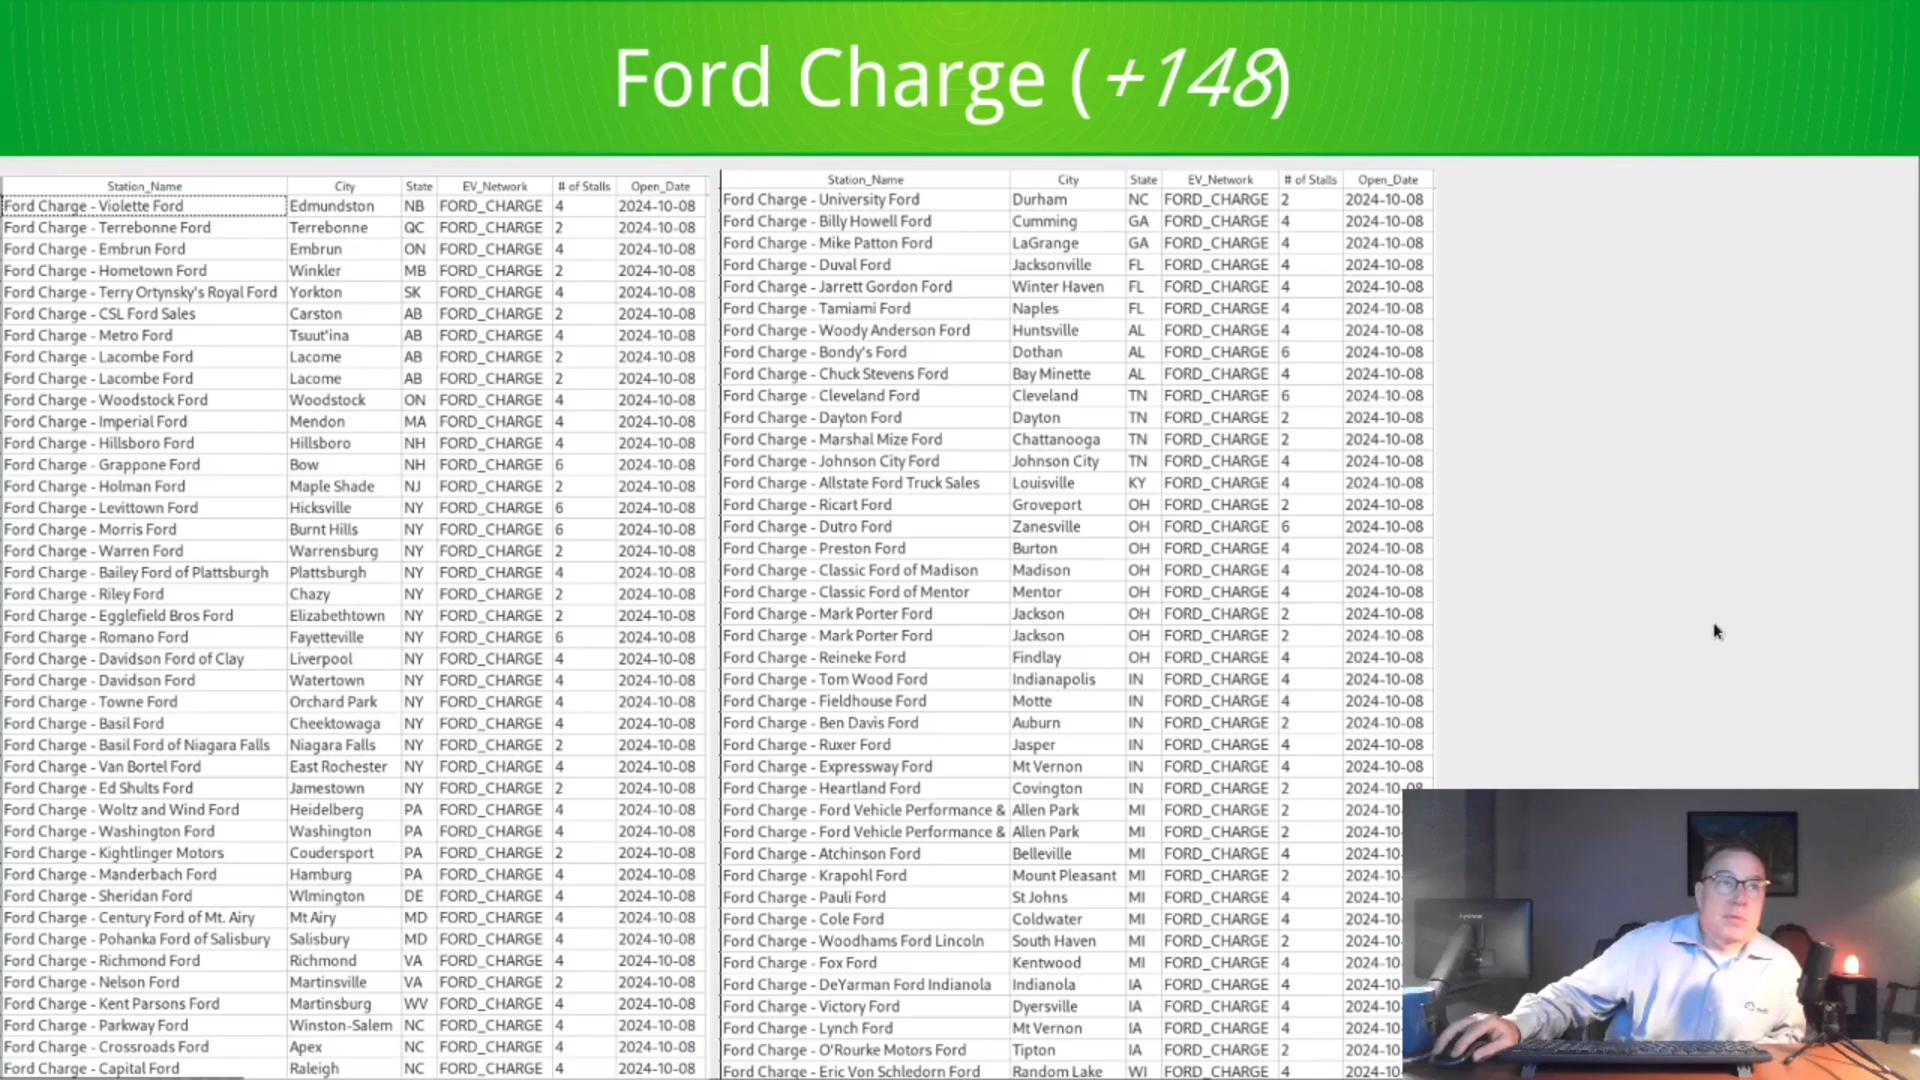 Ford Charge (+148)
Station_Name City State EV_Network # of Stalls Open_Date
Ford Charge - Violette Ford Edmundston NB FORD_CHARGE 4 2024-10-08
Ford Charge - Terrebonne Ford Terrebonne QC FORD_CHARGE 2 2024-10-08
Ford Charge - Embrun Ford Embrun ON FORD_CHARGE 4 2024-10-08
Ford Charge - Hometown Ford Winkler MB FORD_CHARGE 2 2024-10-08
Ford Charge - Terry Ortynsky's Royal Ford Yorkton SK FORD_CHARGE 4 2024-10-08
Ford Charge - CSL Ford Sales Carston AB FORD_CHARGE 2 2024-10-08
Ford Charge - Metro Ford Tsuut'ina AB FORD_CHARGE 4 2024-10-08
Ford Charge - Lacombe Ford Lacome AB FORD_CHARGE 2 2024-10-08
Ford Charge - Lacombe Ford Lacome AB FORD_CHARGE 2 2024-10-08
Ford Charge - Woodstock Ford Woodstock ON FORD_CHARGE 4 2024-10-08
Ford Charge - Imperial Ford Mendon MA FORD_CHARGE 4 2024-10-08
Ford Charge - Hillsboro Ford Hillsboro NH FORD_CHARGE 4 2024-10-08
Ford Charge - Grappone Ford Bow NH FORD_CHARGE 6 2024-10-08
Ford Charge - Holman Ford Maple Shade NJ FORD_CHARGE 2 2024-10-08
Ford Charge - Levittown Ford Hicksville NY FORD_CHARGE 6 2024-10-08
Ford Charge - Morris Ford Burnt Hills NY FORD_CHARGE 6 2024-10-08
Ford Charge - Warren Ford Warrensburg NY FORD_CHARGE 2 2024-10-08
Ford Charge - Bailey Ford of Plattsburgh Plattsburgh NY FORD_CHARGE 4 2024-10-08
Ford Charge - Riley Ford Chazy NY FORD_CHARGE 2 2024-10-08
Ford Charge - Egglefield Bros Ford Elizabethtown NY FORD_CHARGE 2 2024-10-08
Ford Charge - Romano Ford Fayetteville NY FORD_CHARGE 6 2024-10-08
Ford Charge - Davidson Ford of Clay Liverpool NY FORD_CHARGE 4 2024-10-08
Ford Charge - Davidson Ford Watertown NY FORD_CHARGE 4 2024-10-08
Ford Charge - Towne Ford Orchard Park NY FORD_CHARGE 4 2024-10-08
Ford Charge - Basil Ford Cheektowaga NY FORD_CHARGE 4 2024-10-08
Ford Charge - Basil Ford of Niagara Falls Niagara Falls NY FORD_CHARGE 2 2024-10-08
Ford Charge - Van Bortel Ford East Rochester NY FORD_CHARGE 4 2024-10-08
Ford Charge - Ed Shults Ford Jamestown NY FORD_CHARGE 2 2024-10-08
Ford Charge - Woltz and Wind Ford Heidelberg PA FORD_CHARGE 4 2024-10-08
Ford Charge - Washington Ford Washington PA FORD_CHARGE 4 2024-10-08
Ford Charge - Kightlinger Motors Coudersport PA FORD_CHARGE 2 2024-10-08
Ford Charge - Manderbach Ford Hamburg PA FORD_CHARGE 4 2024-10-08
Ford Charge - Sheridan Ford Wlmington DE FORD_CHARGE 4 2024-10-08
Ford Charge - Century Ford of Mt. Airy Mt Airy MD FORD_CHARGE 4 2024-10-08
Ford Charge - Pohanka Ford of Salisbury Salisbury MD FORD_CHARGE 4 2024-10-08
Ford Charge - Richmond Ford Richmond VA FORD_CHARGE 4 2024-10-08
Ford Charge - Nelson Ford Martinsville VA FORD_CHARGE 2 2024-10-08
Ford Charge - Kent Parsons Ford Martinsburg WV FORD_CHARGE 4 2024-10-08
Ford Charge - Parkway Ford Winston-Salem NC FORD_CHARGE 4 2024-10-08
Ford Charge - Crossroads Ford Apex NC FORD_CHARGE 4 2024-10-08
Ford Charge - Capital Ford Raleigh NC FORD_CHARGE 4 2024-10-08
Station_Name City State EV_Network # of Stalls Open_Date
Ford Charge - University Ford Durham NC FORD_CHARGE 2 2024-10-08
Ford Charge - Billy Howell Ford Cumming GA FORD_CHARGE 4 2024-10-08
Ford Charge - Mike Patton Ford LaGrange GA FORD_CHARGE 4 2024-10-08
Ford Charge - Duval Ford Jacksonville FL FORD_CHARGE 4 2024-10-08
Ford Charge - Jarrett Gordon Ford Winter Haven FL FORD_CHARGE 4 2024-10-08
Ford Charge - Tamiami Ford Naples FL FORD_CHARGE 4 2024-10-08
Ford Charge - Woody Anderson Ford Huntsville AL FORD_CHARGE 4 2024-10-08
Ford Charge - Bondy's Ford Dothan AL FORD_CHARGE 6 2024-10-08
Ford Charge - Chuck Stevens Ford Bay Minette AL FORD_CHARGE 4 2024-10-08
Ford Charge - Cleveland Ford Cleveland TN FORD_CHARGE 6 2024-10-08
Ford Charge - Dayton Ford Dayton TN FORD_CHARGE 2 2024-10-08
Ford Charge - Marshal Mize Ford Chattanooga TN FORD_CHARGE 2 2024-10-08
Ford Charge - Johnson City Ford Johnson City TN FORD_CHARGE 4 2024-10-08
Ford Charge - Allstate Ford Truck Sales Louisville KY FORD_CHARGE 4 2024-10-08
Ford Charge - Ricart Ford Groveport OH FORD_CHARGE 2 2024-10-08
Ford Charge - Dutro Ford Zanesville OH FORD_CHARGE 6 2024-10-08
Ford Charge - Preston Ford Burton OH FORD_CHARGE 4 2024-10-08
Ford Charge - Classic Ford of Madison Madison OH FORD_CHARGE 4 2024-10-08
Ford Charge - Classic Ford of Mentor Mentor OH FORD_CHARGE 4 2024-10-08
Ford Charge - Mark Porter Ford Jackson OH FORD_CHARGE 2 2024-10-08
Ford Charge - Mark Porter Ford Jackson OH FORD_CHARGE 2 2024-10-08
Ford Charge - Reineke Ford Findlay OH FORD_CHARGE 4 2024-10-08
Ford Charge - Tom Wood Ford Indianapolis IN FORD_CHARGE 4 2024-10-08
Ford Charge - Fieldhouse Ford Motte IN FORD_CHARGE 4 2024-10-08
Ford Charge - Ben Davis Ford Auburn IN FORD_CHARGE 2 2024-10-08
Ford Charge - Ruxer Ford Jasper IN FORD_CHARGE 4 2024-10-08
Ford Charge - Expressway Ford Mt Vernon IN FORD_CHARGE 4 2024-10-08
Ford Charge - Heartland Ford Covington IN FORD_CHARGE 2 2024-10-08
Ford Charge - Ford Vehicle Performance & Allen Park MI FORD_CHARGE 2 2024-10
Ford Charge - Ford Vehicle Performance & Allen Park MI FORD_CHARGE 2 2024-10
Ford Charge - Atchinson Ford Belleville MI FORD_CHARGE 4 2024-10
Ford Charge - Krapohl Ford Mount Pleasant MI FORD_CHARGE 2 2024-10
Ford Charge - Pauli Ford St Johns MI FORD_CHARGE 4 2024-10
Ford Charge - Cole Ford Coldwater MI FORD_CHARGE 4 2024-10
Ford Charge - Woodhams Ford Lincoln South Haven MI FORD_CHARGE 2 2024-10
Ford Charge - Fox Ford Kentwood MI FORD_CHARGE 4 2024-10
Ford Charge - DeYarman Ford Indianola Indianola IA FORD_CHARGE 4 2024-10
Ford Charge - Victory Ford Dyersville IA FORD_CHARGE 4 2024-10
Ford Charge - Lynch Ford Mt Vernon IA FORD_CHARGE 4 2024-10
Ford Charge - O'Rourke Motors Ford Tipton IA FORD_CHARGE 2 2024-10
Ford Charge - Eric Von Schledorn Ford Random Lake WI FORD_CHARGE 4 2024-10